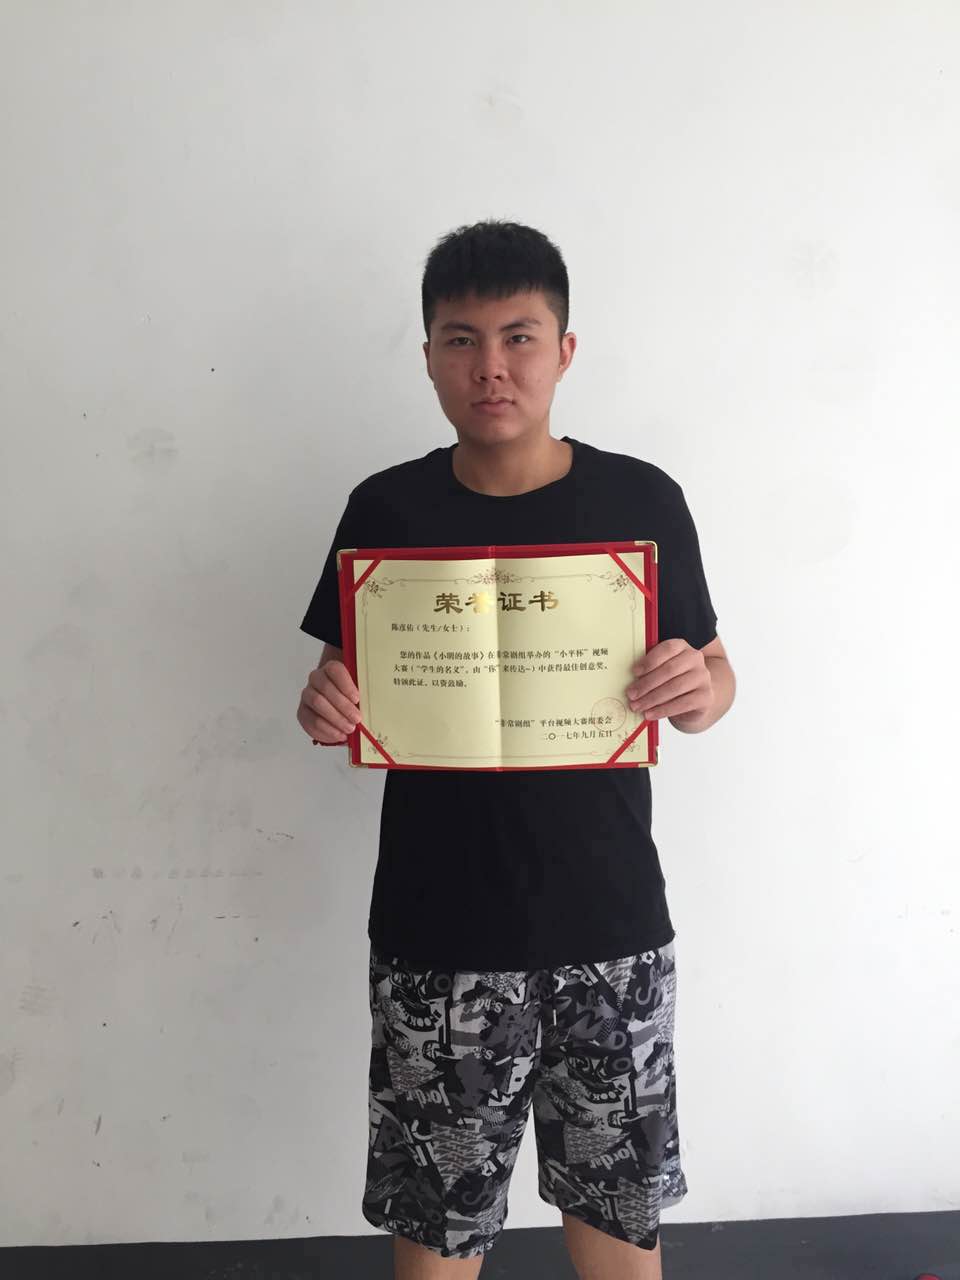 荣誉证书
陈彦佑（先生/女士）：
您的作品《小明的故事》在非常剧组举办的“小平杯”视频
大赛（“学生的名义”，由“你”来传达~）中获得最佳创意奖。
特颁此证，以资鼓励。
“非常剧组”平台视频大赛组委会
二〇一七年九月五日
jordan
jordan